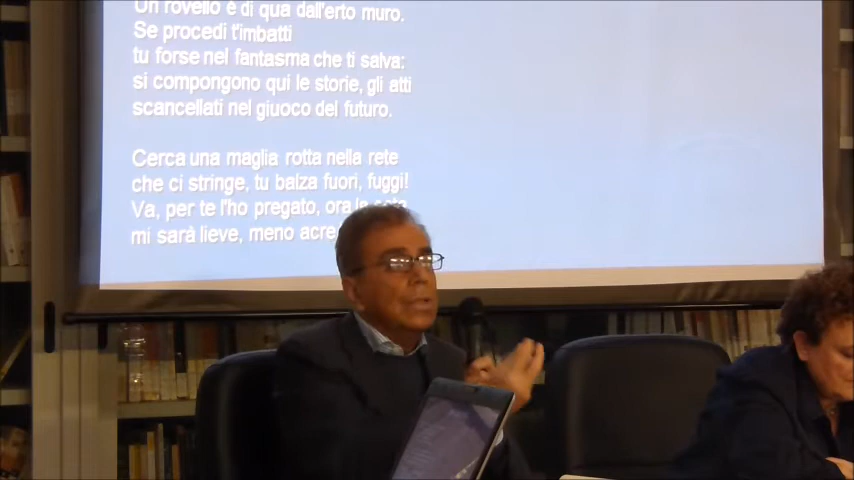 Un rovello è di qua dall'erto muro.
Se procedi t'imbatti
tu forse nel fantasma che ti salva:
si compongono qui le storie, gli atti
scancellati nel giuoco del futuro.
Cerca una maglia rotta nella rete
che ci stringe, tu balza fuori, fuggi!
Va, per te l'ho pregato, ora la sete
mi sarà lieve, meno acre